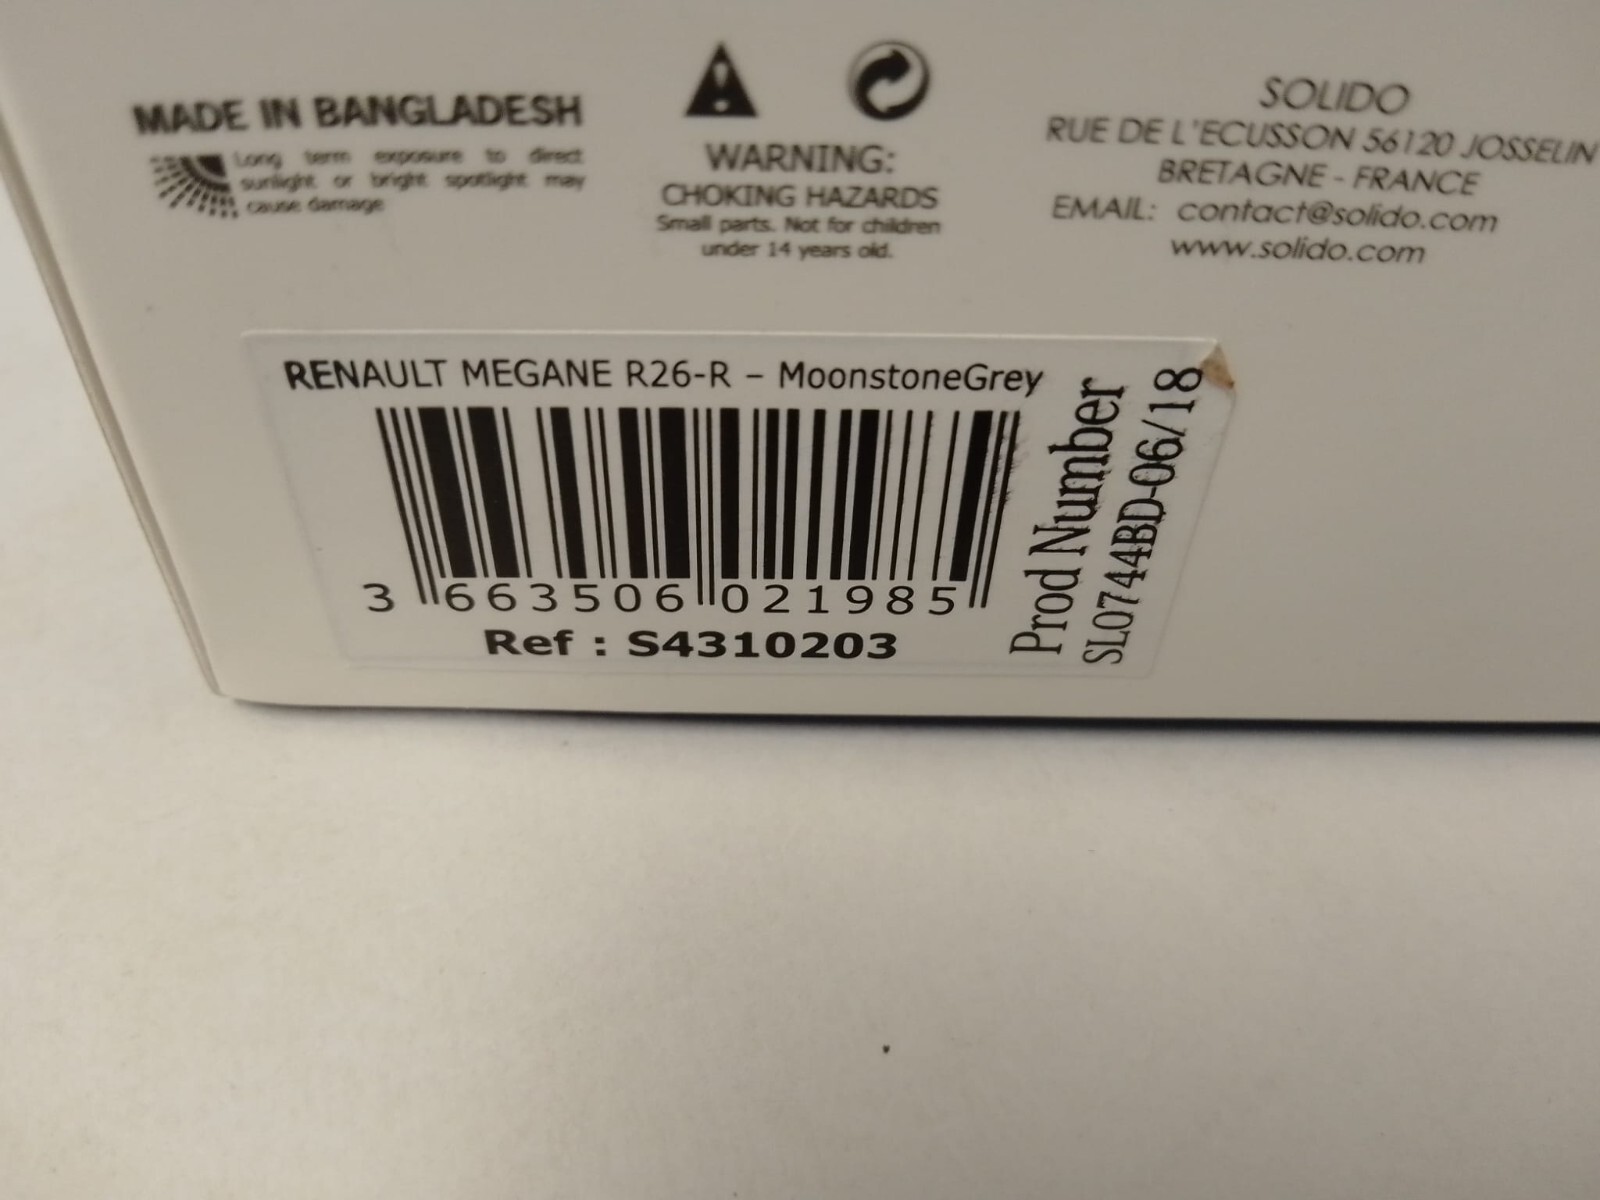 MADE IN BANGLADESH
Long term exposure to direct
sunlight or bright spotlight may
cause damage
WARNING:
CHOKING HAZARDS
Small parts. Not for children
under 14 years old.
SOLIDO
RUE DE L'ECUSSON 56120 JOSSELIN
BRETAGNE - FRANCE
EMAIL: contact@solido.com
www.solido.com
RENAULT MEGANE R26-R – MoonstoneGrey
3 663506 021985
Ref : S4310203
Prod Number
SL0744BD-06/18